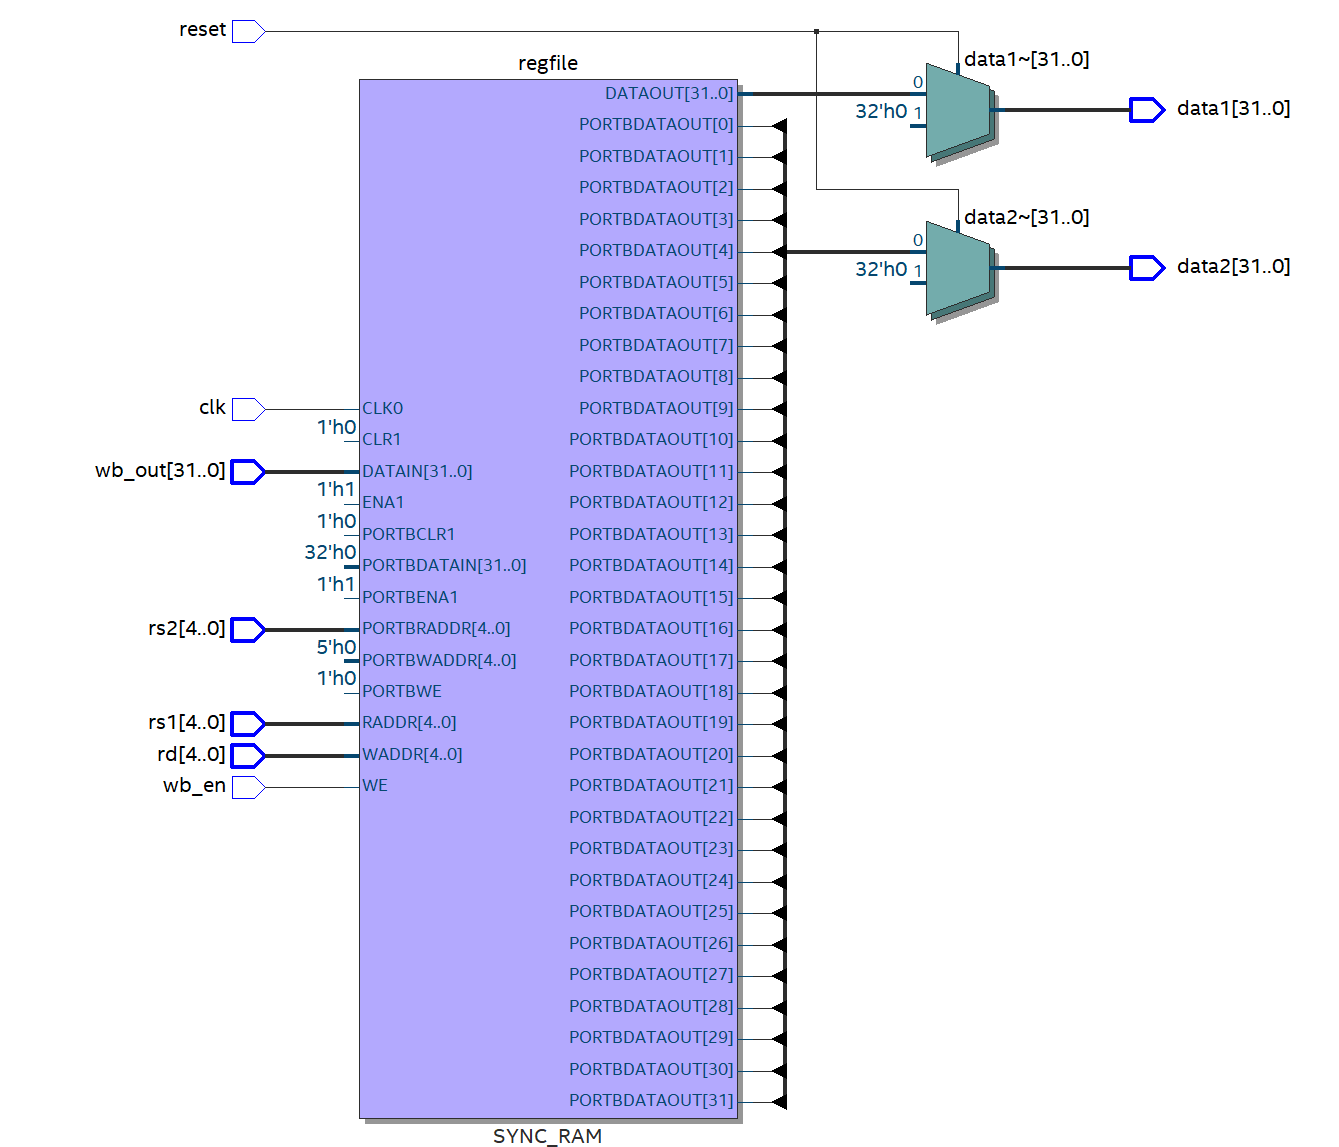 reset
data1~[31..0]
regfile
0
DATAOUT[31..0]
32'h0
1
data1[31..0]
PORTBDATAOUT[0]
PORTBDATAOUT[1]
PORTBDATAOUT[2]
data2~[31..0]
PORTBDATAOUT[3]
0
PORTBDATAOUT[4]
32'h0
1
data2[31..0]
PORTBDATAOUT[5]
PORTBDATAOUT[6]
PORTBDATAOUT[7]
PORTBDATAOUT[8]
clk
CLK0
PORTBDATAOUT[9]
1'h0
CLR1
PORTBDATAOUT[10]
wb_out[31..0]
DATAIN[31..0]
PORTBDATAOUT[11]
1'h1
ENA1
PORTBDATAOUT[12]
1'h0
PORTBCLR1
PORTBDATAOUT[13]
32'h0
PORTBDATAIN[31..0]
PORTBDATAOUT[14]
1'h1
PORTBENA1
PORTBDATAOUT[15]
rs2[4..0]
PORTBRADDR[4..0]
PORTBDATAOUT[16]
5'h0
PORTBWADDR[4..0]
PORTBDATAOUT[17]
1'h0
PORTBWE
PORTBDATAOUT[18]
rs1[4..0]
RADDR[4..0]
PORTBDATAOUT[19]
rd[4..0]
WADDR[4..0]
PORTBDATAOUT[20]
wb_en
WE
PORTBDATAOUT[21]
PORTBDATAOUT[22]
PORTBDATAOUT[23]
PORTBDATAOUT[24]
PORTBDATAOUT[25]
PORTBDATAOUT[26]
PORTBDATAOUT[27]
PORTBDATAOUT[28]
PORTBDATAOUT[29]
PORTBDATAOUT[30]
PORTBDATAOUT[31]
SYNC_RAM